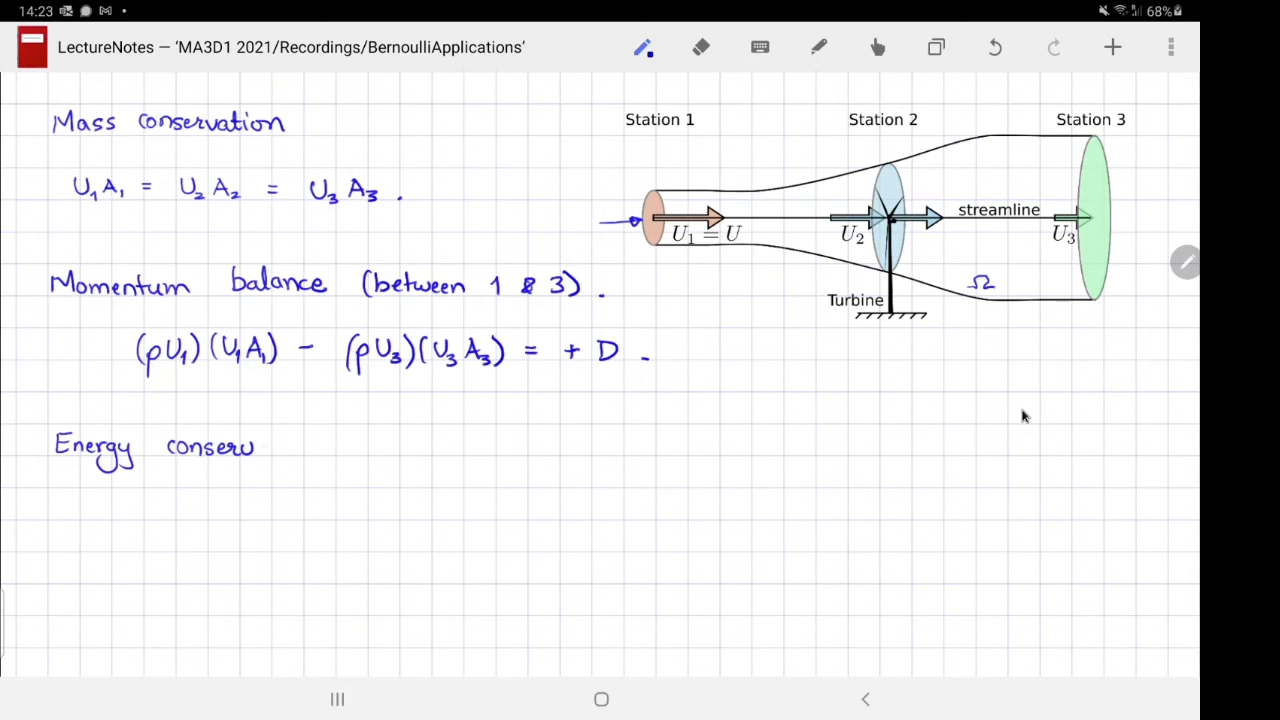 14:23 68%
LectureNotes — ‘MA3D1 2021/Recordings/BernoulliApplications’
Mass conservation
U₁A₁ = U₂A₂ = U₃A₃ .
Station 1 Station 2 Station 3
U₁ = U U₂ streamline U₃
Turbine Ω
Momentum balance (between 1 & 3) .
(ρU₁)(U₁A₁) − (ρU₃)(U₃A₃) = + D .
Energy conserv